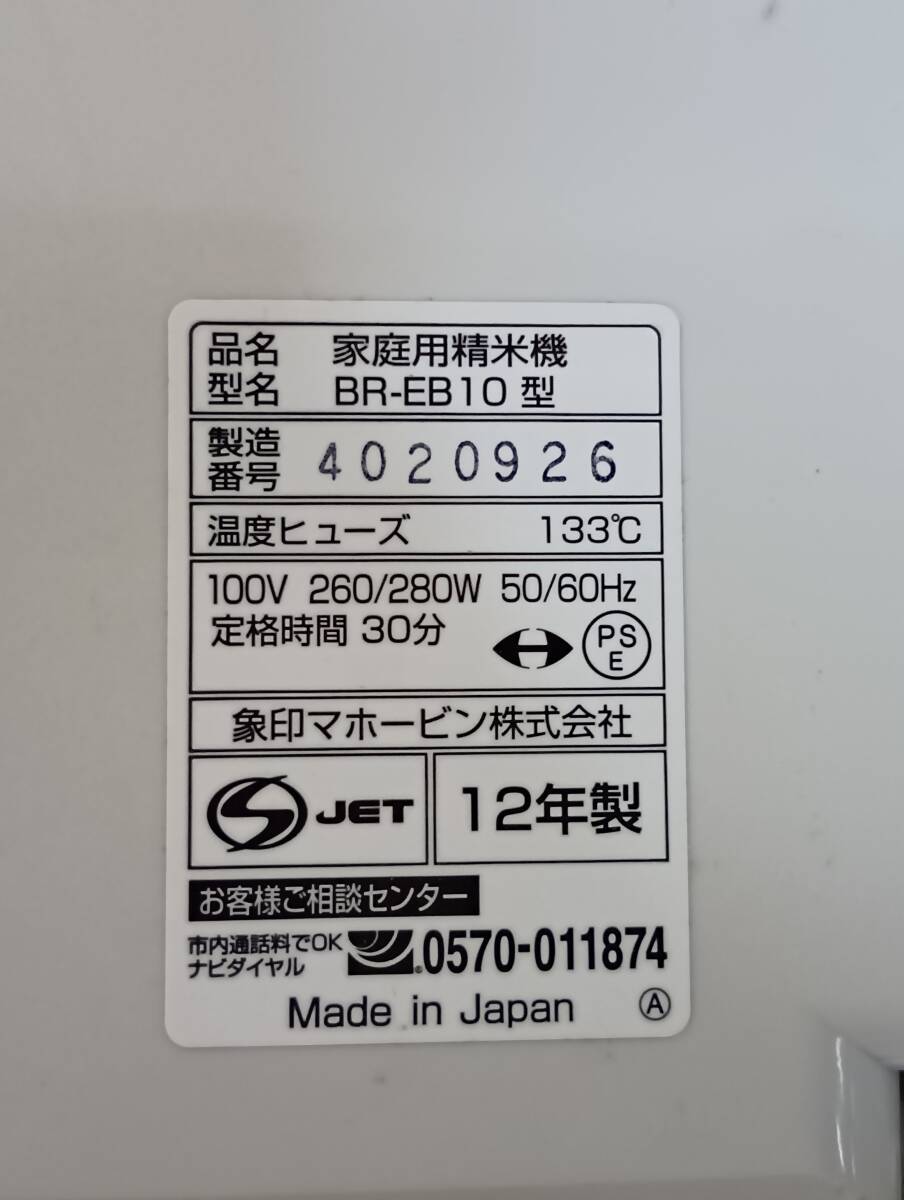 品名 家庭用精米機
型名 BR-EB10 型
製造番号 4020926
温度ヒューズ 133℃
100V 260/280W 50/60Hz
定格時間 30分
PS
E
象印マホービン株式会社
S JET 12年製
お客様ご相談センター
市内通話料でOK
ナビダイヤル 0570-011874
Made in Japan Ⓐ